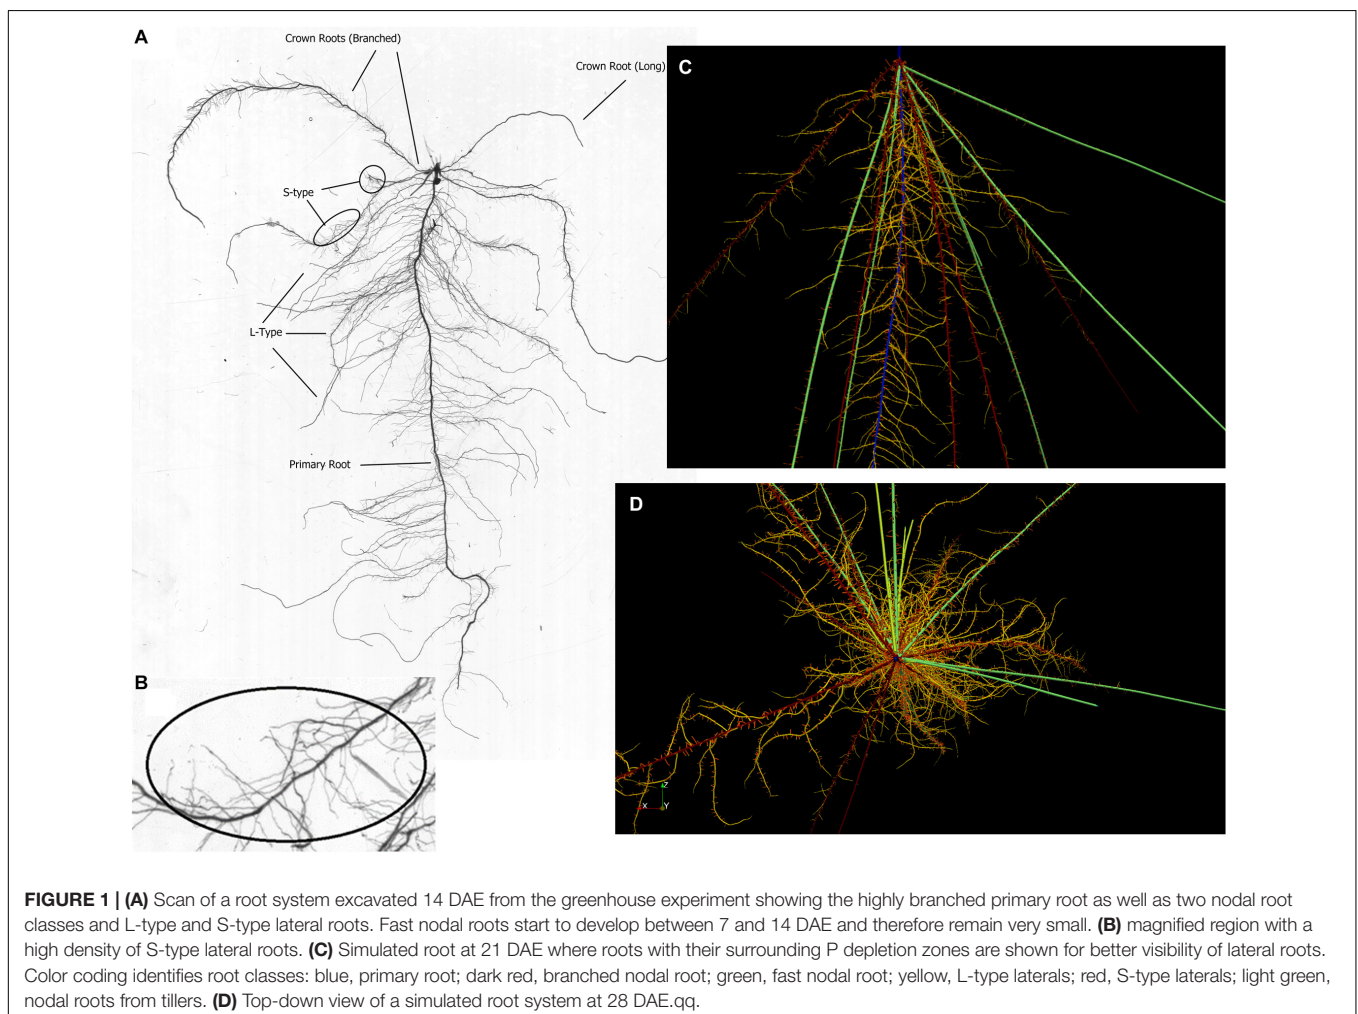 A
Crown Roots (Branched)
Crown Root (Long)
C
S-type
L-Type
Primary Root
D
B
Z
X
Y
FIGURE 1 | (A) Scan of a root system excavated 14 DAE from the greenhouse experiment showing the highly branched primary root as well as two nodal root
classes and L-type and S-type lateral roots. Fast nodal roots start to develop between 7 and 14 DAE and therefore remain very small. (B) magnified region with a
high density of S-type lateral roots. (C) Simulated root at 21 DAE where roots with their surrounding P depletion zones are shown for better visibility of lateral roots.
Color coding identifies root classes: blue, primary root; dark red, branched nodal root; green, fast nodal root; yellow, L-type laterals; red, S-type laterals; light green,
nodal roots from tillers. (D) Top-down view of a simulated root system at 28 DAE.qq.